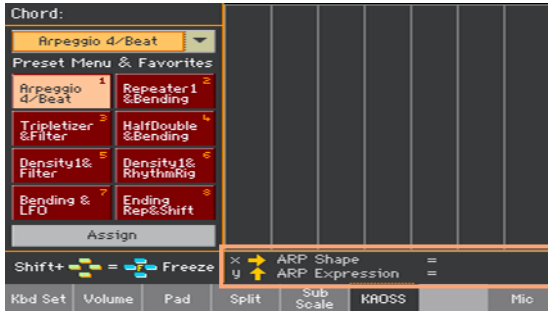 Chord:
Arpeggio 4/Beat
Preset Menu & Favorites
Arpeggio 4/Beat 1
Repeater1 &Bending 2
Tripletizer &Filter 3
HalfDouble &Bending 4
Density1& Filter 5
Density1& RhythmRig 6
Bending & LFO 7
Ending Rep&Shift 8
Assign
Shift+ = F Freeze
x ARP Shape =
y ARP Expression =
Kbd Set Volume Pad Split Sub Scale KAOSS Mic